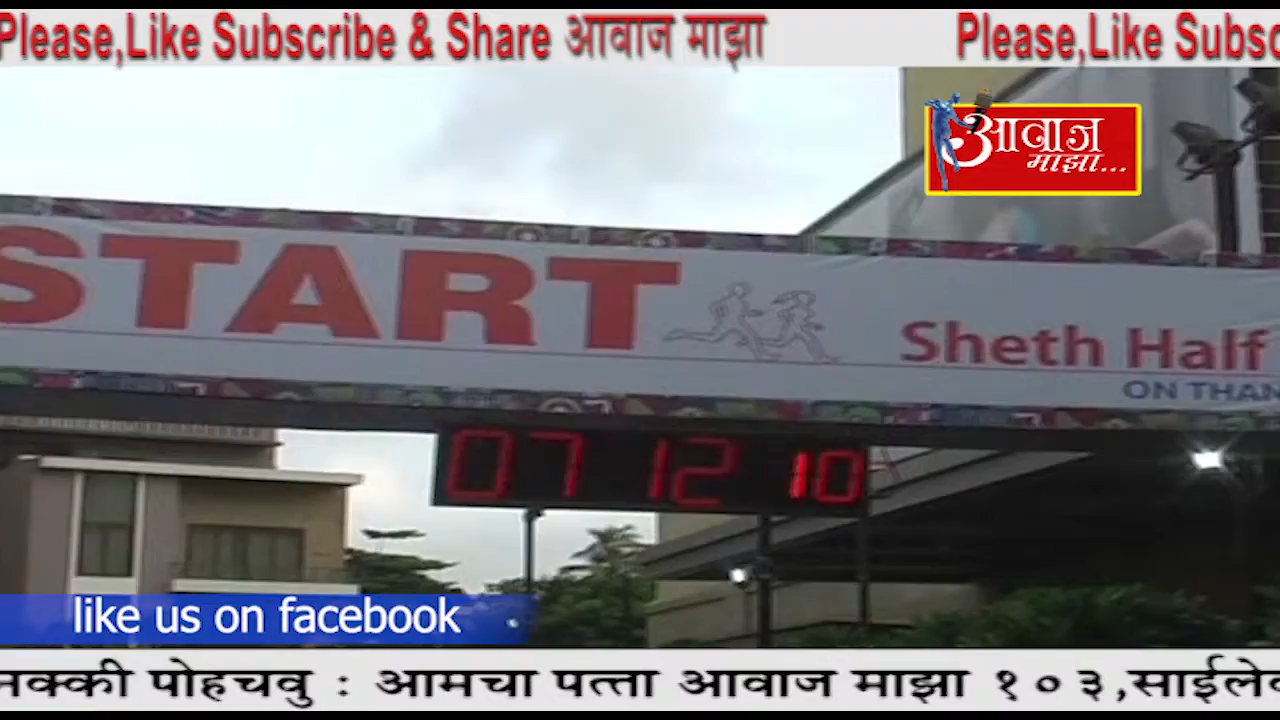 Please,Like Subscribe & Share आवाज माझा Please,Like Subsc
आवाज
माझा...
START
Sheth Half
ON THAN
07 12 10
like us on facebook
नक्की पोहचवु : आमचा पत्ता आवाज माझा १०३,साईलेव